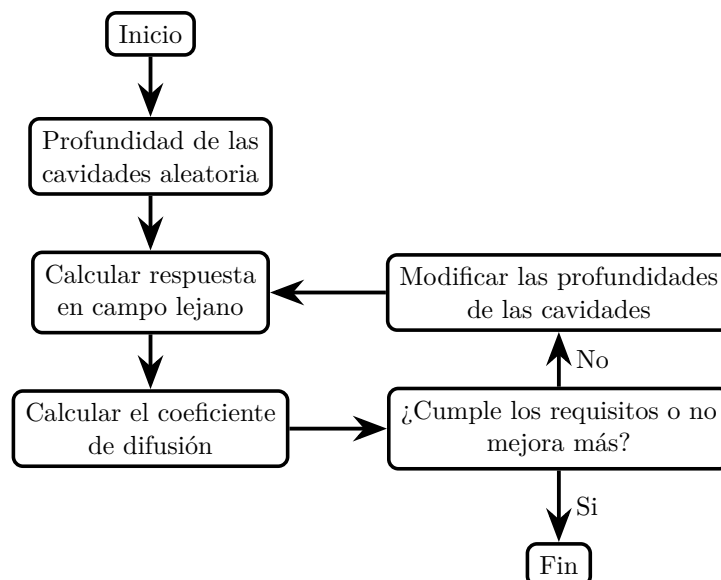 Inicio
Profundidad de las
cavidades aleatoria
Calcular respuesta
en campo lejano
Modificar las profundidades
de las cavidades
No
Calcular el coeficiente
de difusión
¿Cumple los requisitos o no
mejora más?
Si
Fin